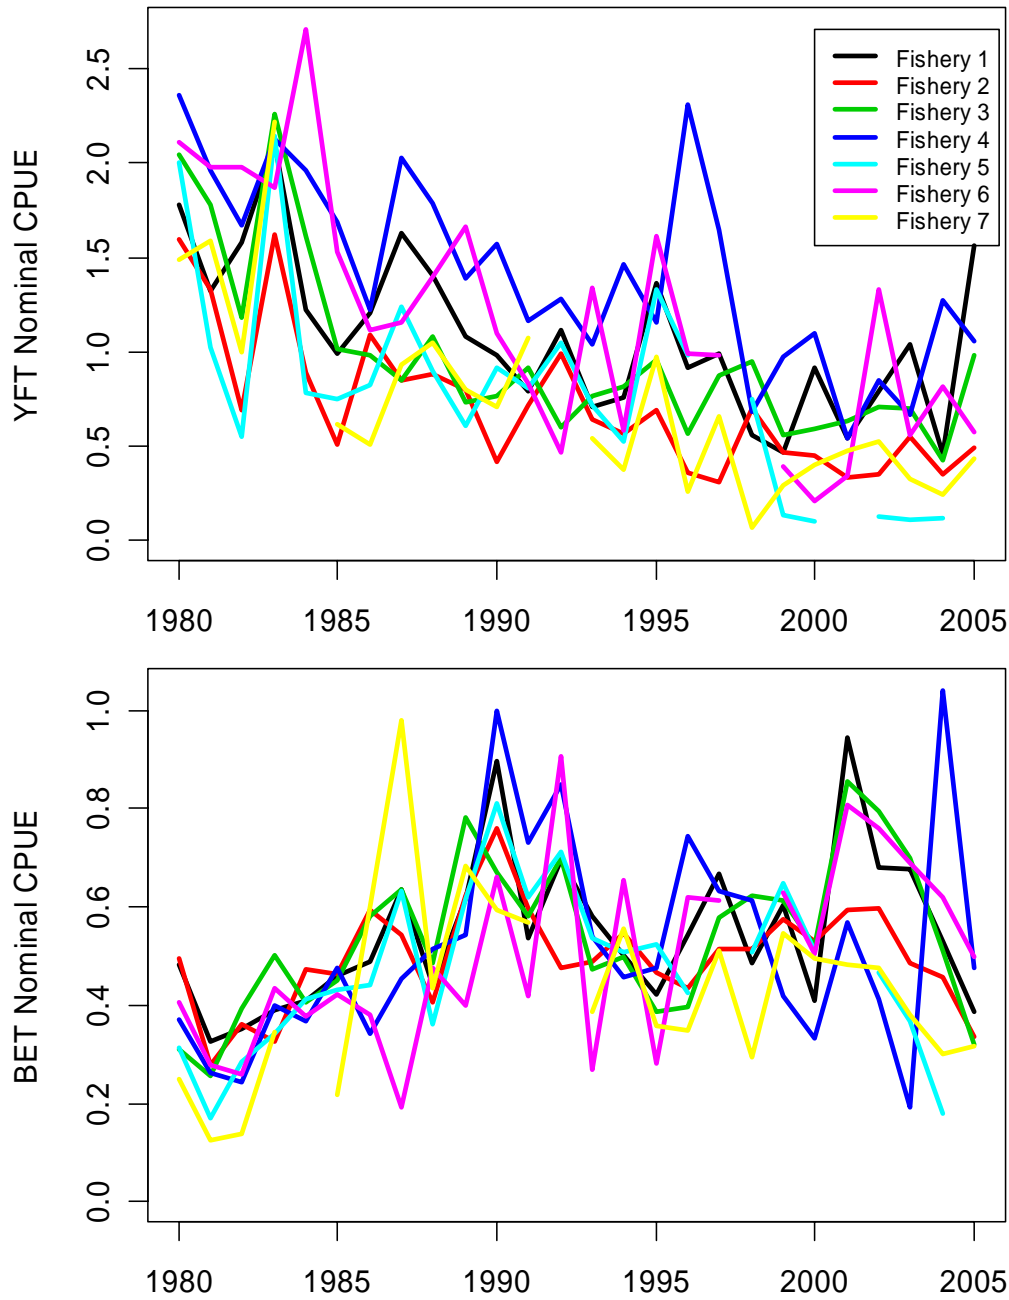 YFT Nominal CPUE
2.5
2.0
1.5
1.0
0.5
0.0
Fishery 1
Fishery 2
Fishery 3
Fishery 4
Fishery 5
Fishery 6
Fishery 7
1980 1985 1990 1995 2000 2005
BET Nominal CPUE
1.0
0.8
0.6
0.4
0.2
0.0
1980 1985 1990 1995 2000 2005